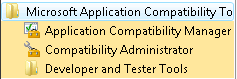 Microsoft Application Compatibility To
Application Compatibility Manager
Compatibility Administrator
Developer and Tester Tools